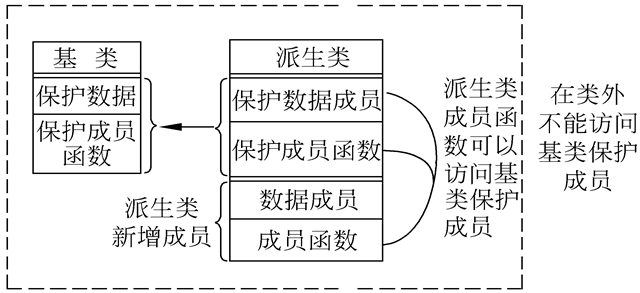 基类
保护数据
保护成员
函数
派生类
保护数据成员
保护成员函数
数据成员
成员函数
派生类
新增成员
派生类
成员函
数可以
访问基
类保护
成员
在类外
不能访问
基类保护
成员